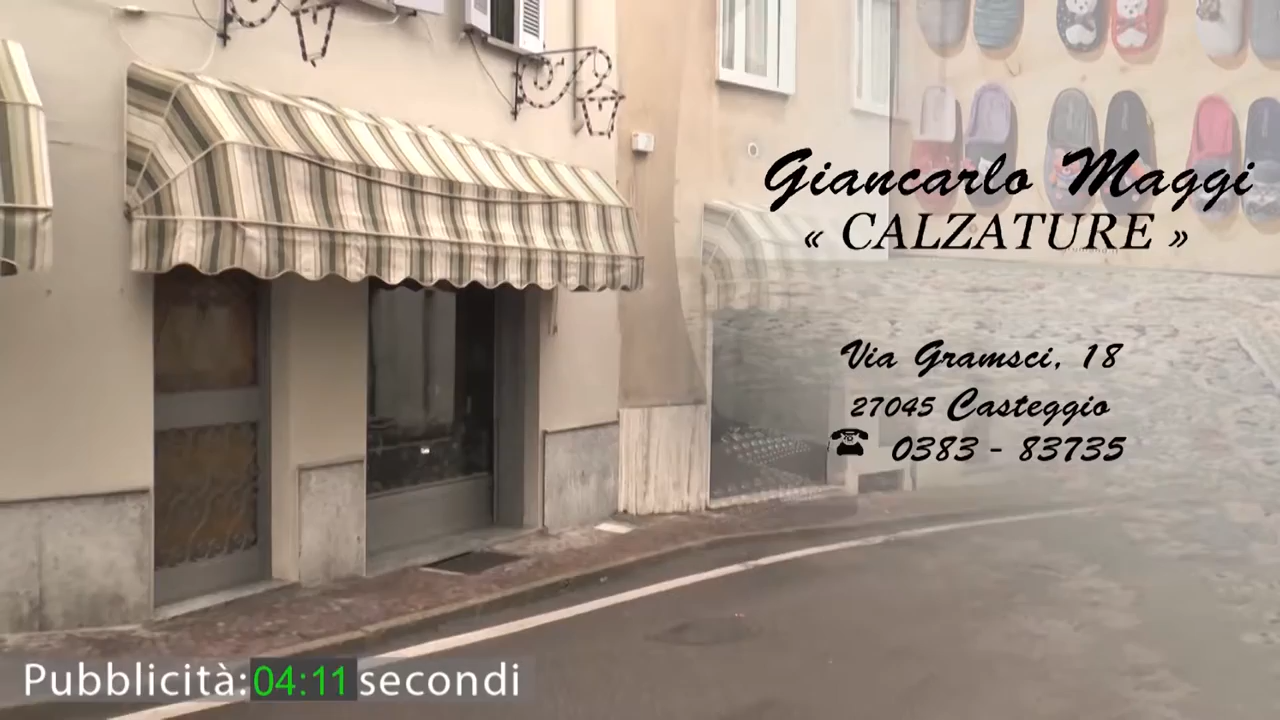 Giancarlo Maggi
« CALZATURE »
Via Gramsci, 18
27045 Casteggio
☎ 0383 - 83735
Pubblicità: 04:11 secondi